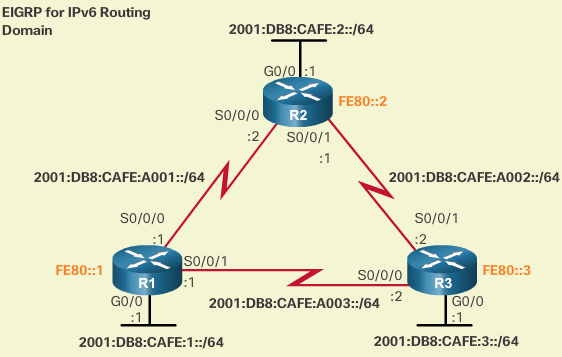 EIGRP for IPv6 Routing
Domain
2001:DB8:CAFE:2::/64
G0/0 :1
FE80::2
R2
S0/0/0
:2
S0/0/1
:1
2001:DB8:CAFE:A001::/64
2001:DB8:CAFE:A002::/64
S0/0/0
:1
S0/0/1
:2
FE80::1
R1
S0/0/1
:1
S0/0/0
:2
R3
FE80::3
2001:DB8:CAFE:A003::/64
G0/0
:1
G0/0
:1
2001:DB8:CAFE:1::/64
2001:DB8:CAFE:3::/64